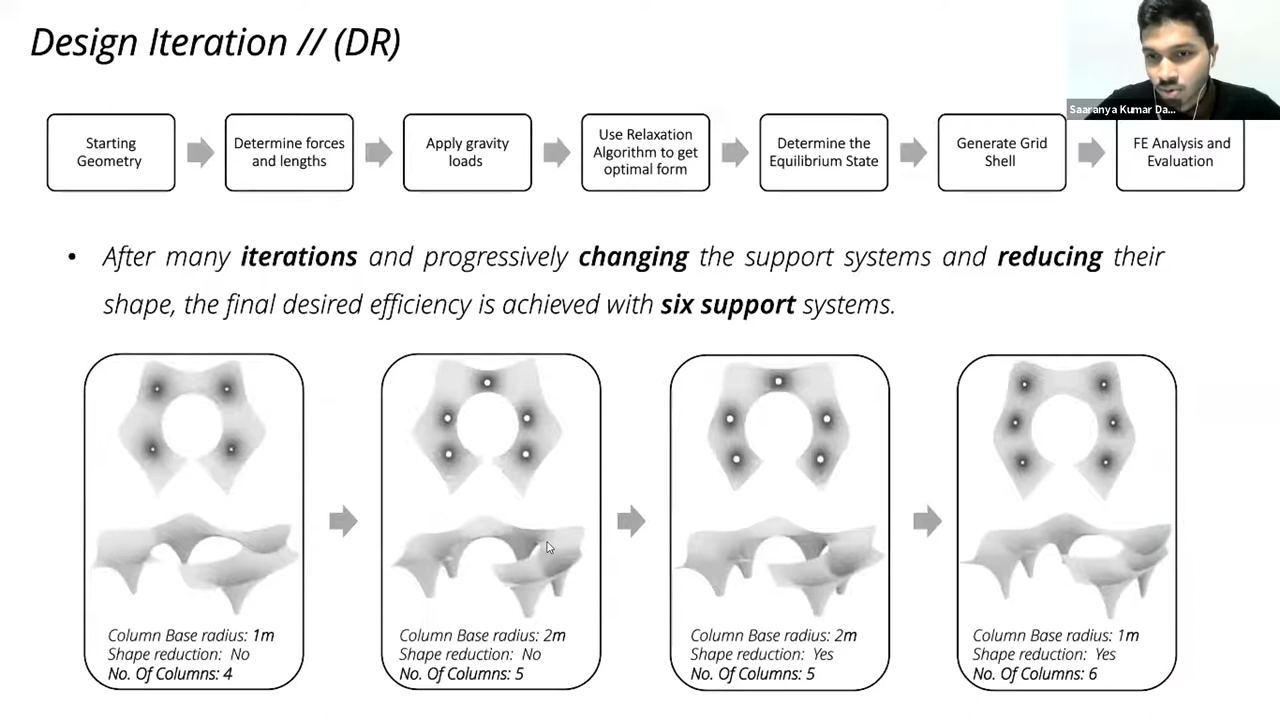 Design Iteration // (DR)
Saaranya Kumar Da...
Starting
Geometry
Determine forces
and lengths
Apply gravity
loads
Use Relaxation
Algorithm to get
optimal form
Determine the
Equilibrium State
Generate Grid
Shell
FE Analysis and
Evaluation
• After many iterations and progressively changing the support systems and reducing their
shape, the final desired efficiency is achieved with six support systems.
Column Base radius: 1m
Shape reduction: No
No. Of Columns: 4
Column Base radius: 2m
Shape reduction: No
No. Of Columns: 5
Column Base radius: 2m
Shape reduction: Yes
No. Of Columns: 5
Column Base radius: 1m
Shape reduction: Yes
No. Of Columns: 6